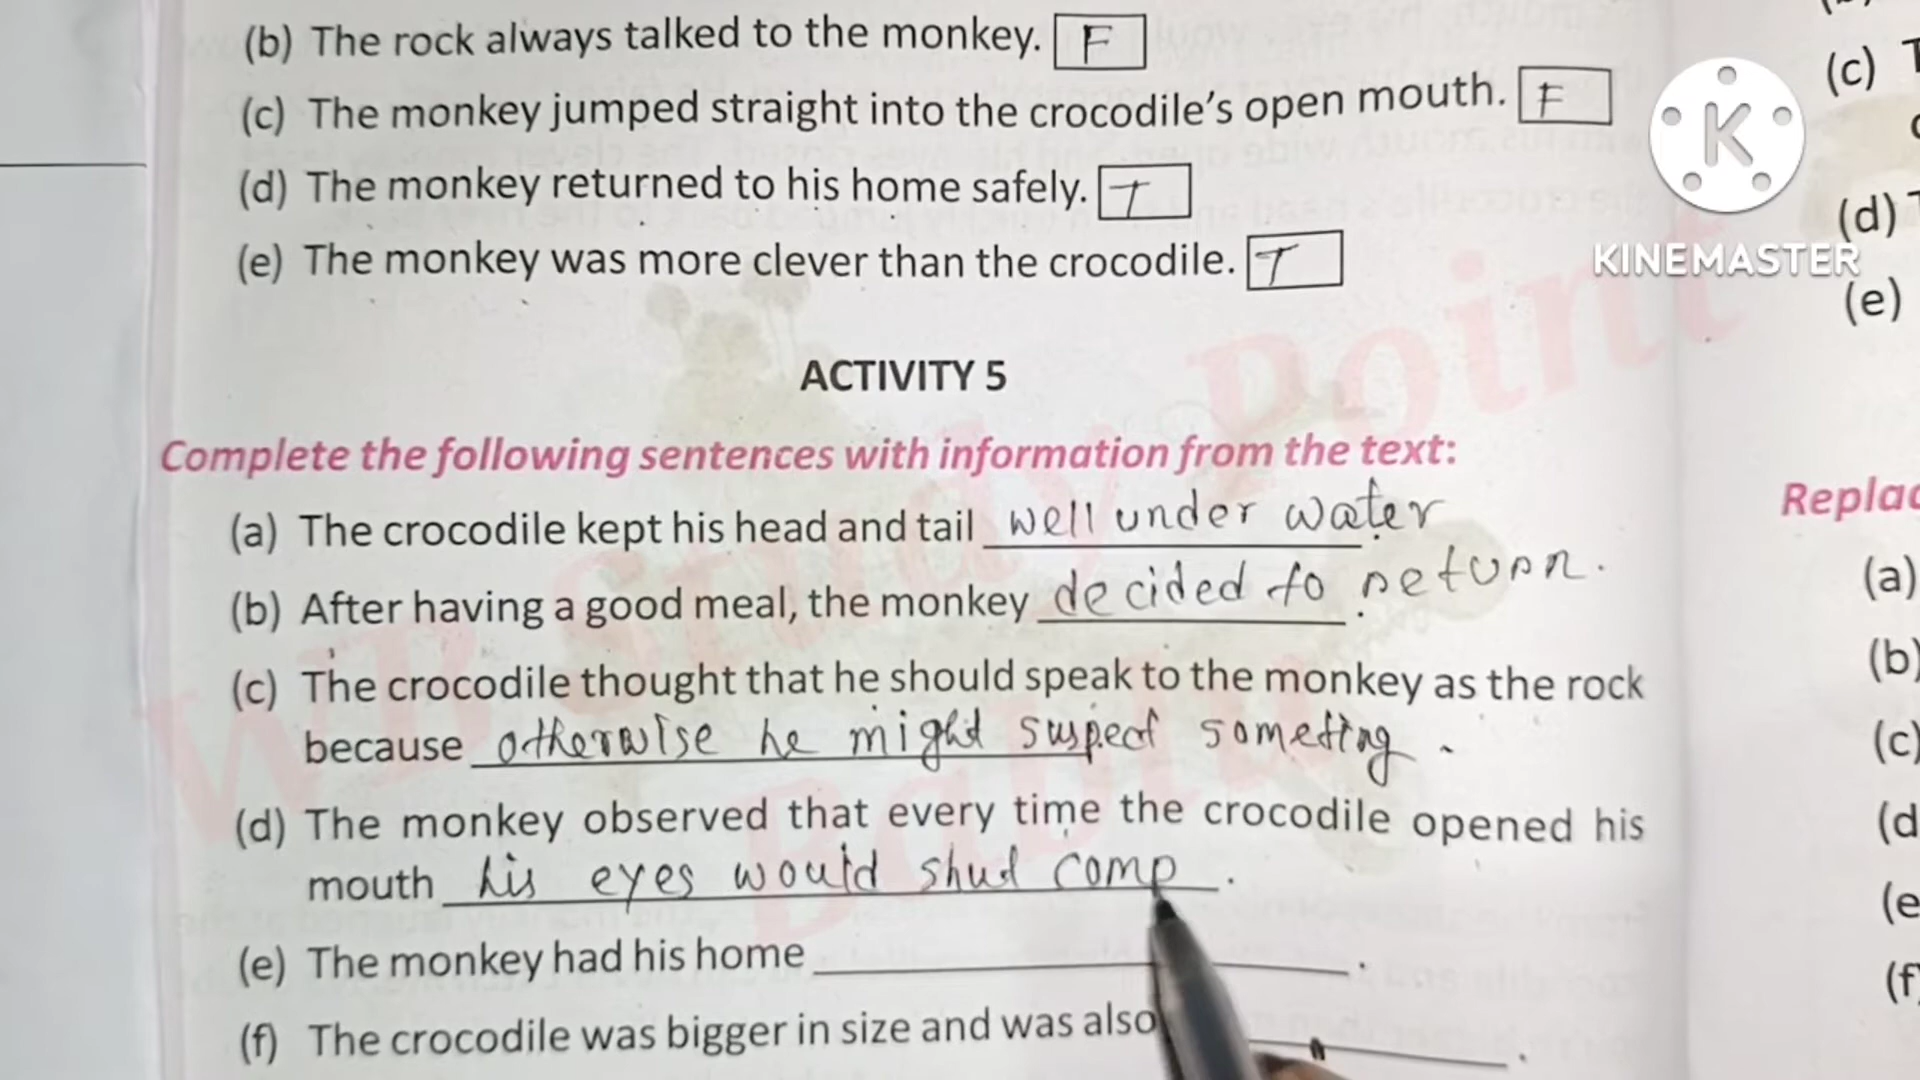 (b) The rock always talked to the monkey. F
(c) The monkey jumped straight into the crocodile's open mouth. F
(d) The monkey returned to his home safely. T
(e) The monkey was more clever than the crocodile. T
ACTIVITY 5
Complete the following sentences with information from the text:
(a) The crocodile kept his head and tail well under water.
(b) After having a good meal, the monkey decided to return.
(c) The crocodile thought that he should speak to the monkey as the rock
because otherwise he might suspect someting.
(d) The monkey observed that every time the crocodile opened his
mouth his eyes would shut comp.
(e) The monkey had his home
(f) The crocodile was bigger in size and was also
K
KINEMASTER
WB Study Point
Bablu
(c)
(d)
(e)
Replac
(a)
(b)
(c)
(d
(e
(f